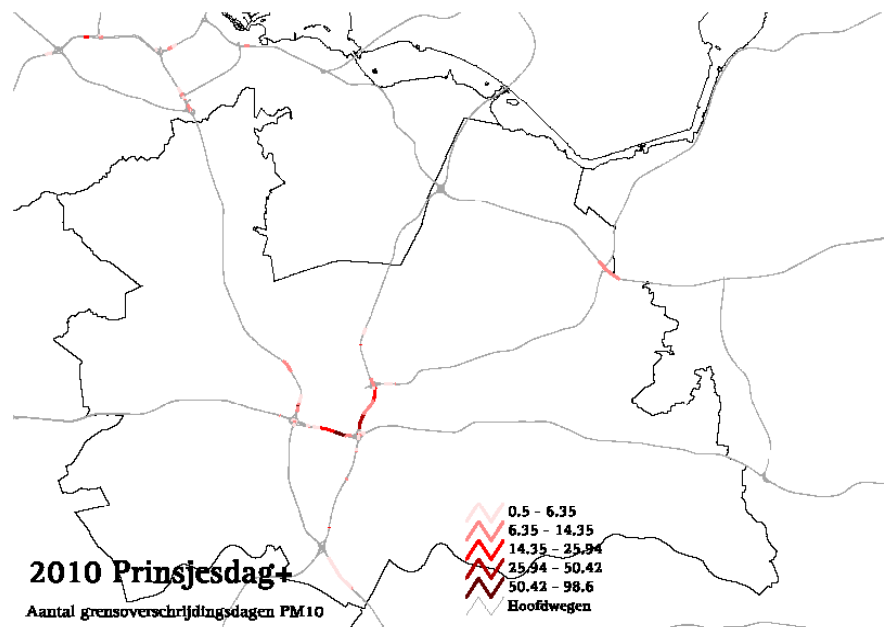 0.5 - 6.35
6.35 - 14.35
14.35 - 25.94
25.94 - 50.42
50.42 - 98.6
Hoofdwegen
2010 Prinsjesdag+
Aantal grensoverschrijdingsdagen PM10